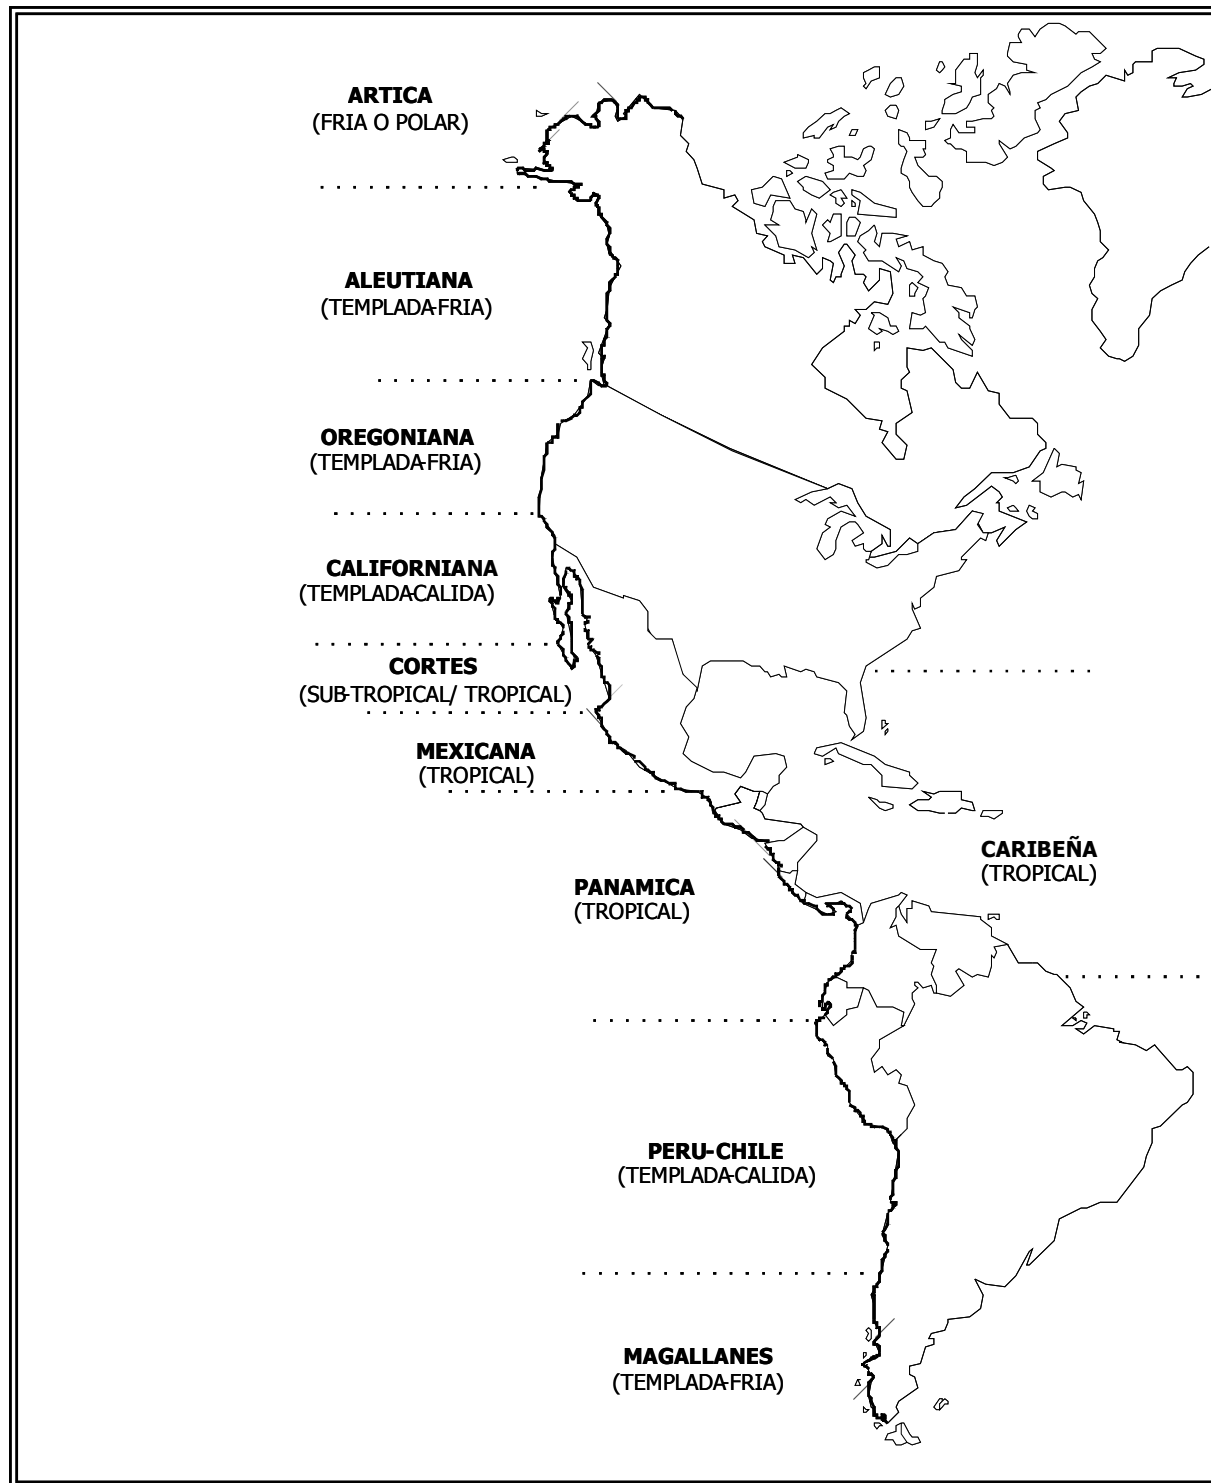 ARTICA
(FRIA O POLAR)
ALEUTIANA
(TEMPLADA-FRIA)
OREGONIANA
(TEMPLADA-FRIA)
CALIFORNIANA
(TEMPLADA-CALIDA)
CORTES
(SUB-TROPICAL/ TROPICAL)
MEXICANA
(TROPICAL)
CARIBEÑA
(TROPICAL)
PANAMICA
(TROPICAL)
PERU-CHILE
(TEMPLADA-CALIDA)
MAGALLANES
(TEMPLADA-FRIA)